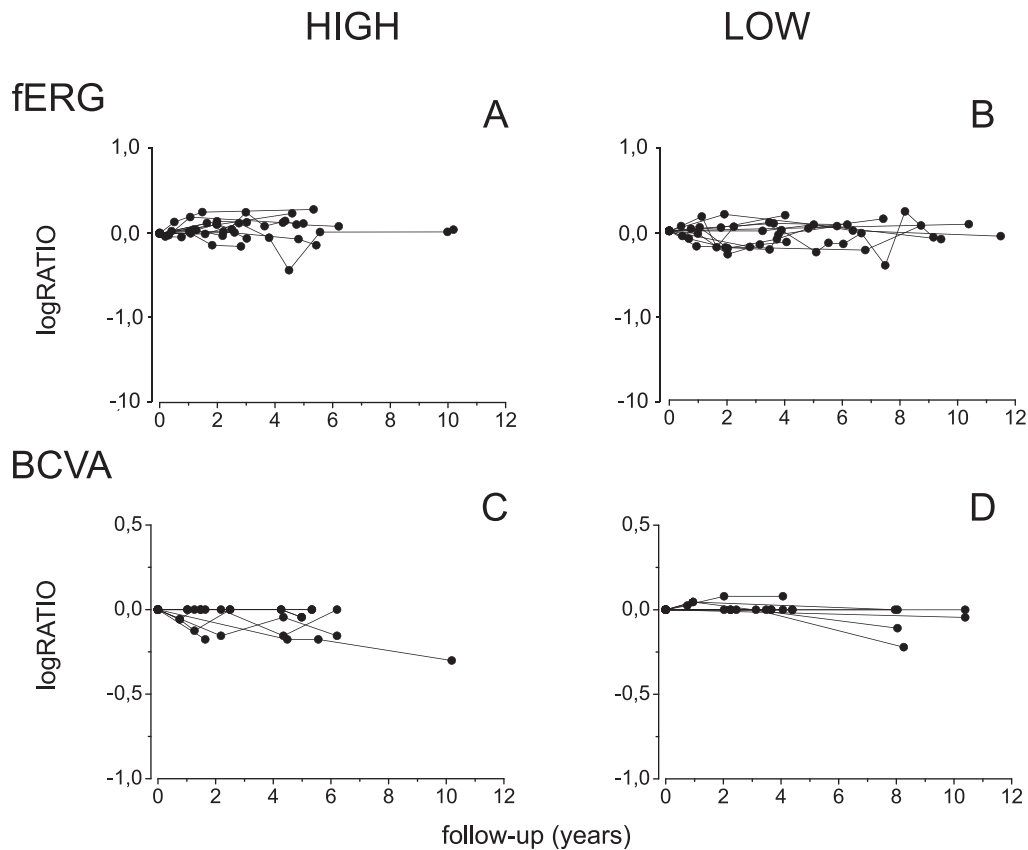 HIGH LOW
fERG
A B
1,0 1,0
0,0 0,0
-1,0 -1,0
-10 -10
logRATIO logRATIO
0 2 4 6 8 10 12 0 2 4 6 8 10 12
BCVA
C D
0,5 0,5
0,0 0,0
-0,5 -0,5
-1,0 -1,0
logRATIO logRATIO
0 2 4 6 8 10 12 0 2 4 6 8 10 12
follow-up (years)